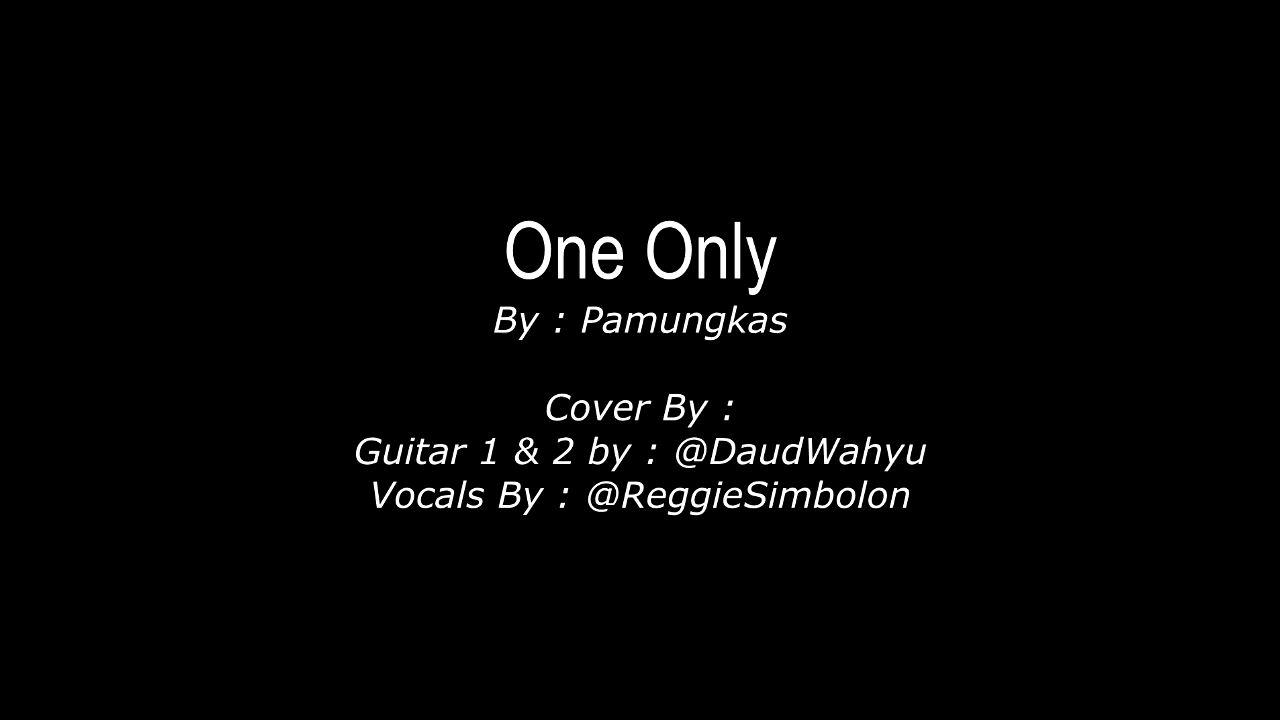 One Only
By : Pamungkas
Cover By :
Guitar 1 & 2 by : @DaudWahyu
Vocals By : @ReggieSimbolon